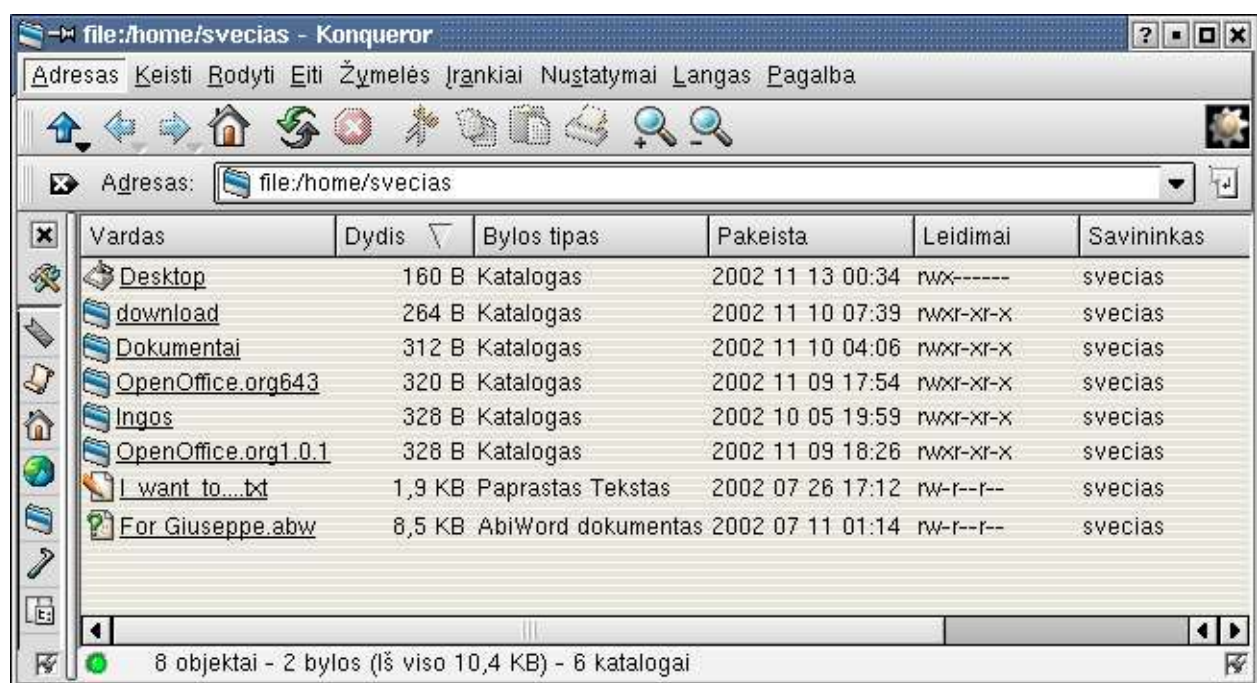 file:/home/svecias - Konqueror
Adresas Keisti Rodyti Eiti Žymelės Įrankiai Nustatymai Langas Pagalba
Adresas: file:/home/svecias
Vardas Dydis Bylos tipas Pakeista Leidimai Savininkas
Desktop 160 B Katalogas 2002 11 13 00:34 rwx------ svecias
download 264 B Katalogas 2002 11 10 07:39 rwxr-xr-x svecias
Dokumentai 312 B Katalogas 2002 11 10 04:06 rwxr-xr-x svecias
OpenOffice.org643 320 B Katalogas 2002 11 09 17:54 rwxr-xr-x svecias
Ingos 328 B Katalogas 2002 10 05 19:59 rwxr-xr-x svecias
OpenOffice.org1.0.1 328 B Katalogas 2002 11 09 18:26 rwxr-xr-x svecias
I want to....txt 1,9 KB Paprastas Tekstas 2002 07 26 17:12 rw-r--r-- svecias
For Giuseppe.abw 8,5 KB AbiWord dokumentas 2002 07 11 01:14 rw-r--r-- svecias
8 objektai - 2 bylos (Iš viso 10,4 KB) - 6 katalogai